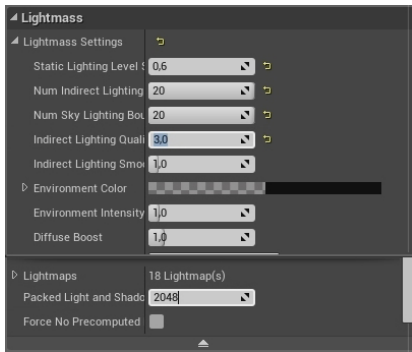 Lightmass
Lightmass Settings
Static Lighting Level S 0,6
Num Indirect Lighting 20
Num Sky Lighting Bou 20
Indirect Lighting Quali 3,0
Indirect Lighting Smoo 1,0
Environment Color
Environment Intensity 1,0
Diffuse Boost 1,0
Lightmaps 18 Lightmap(s)
Packed Light and Shado 2048
Force No Precomputed